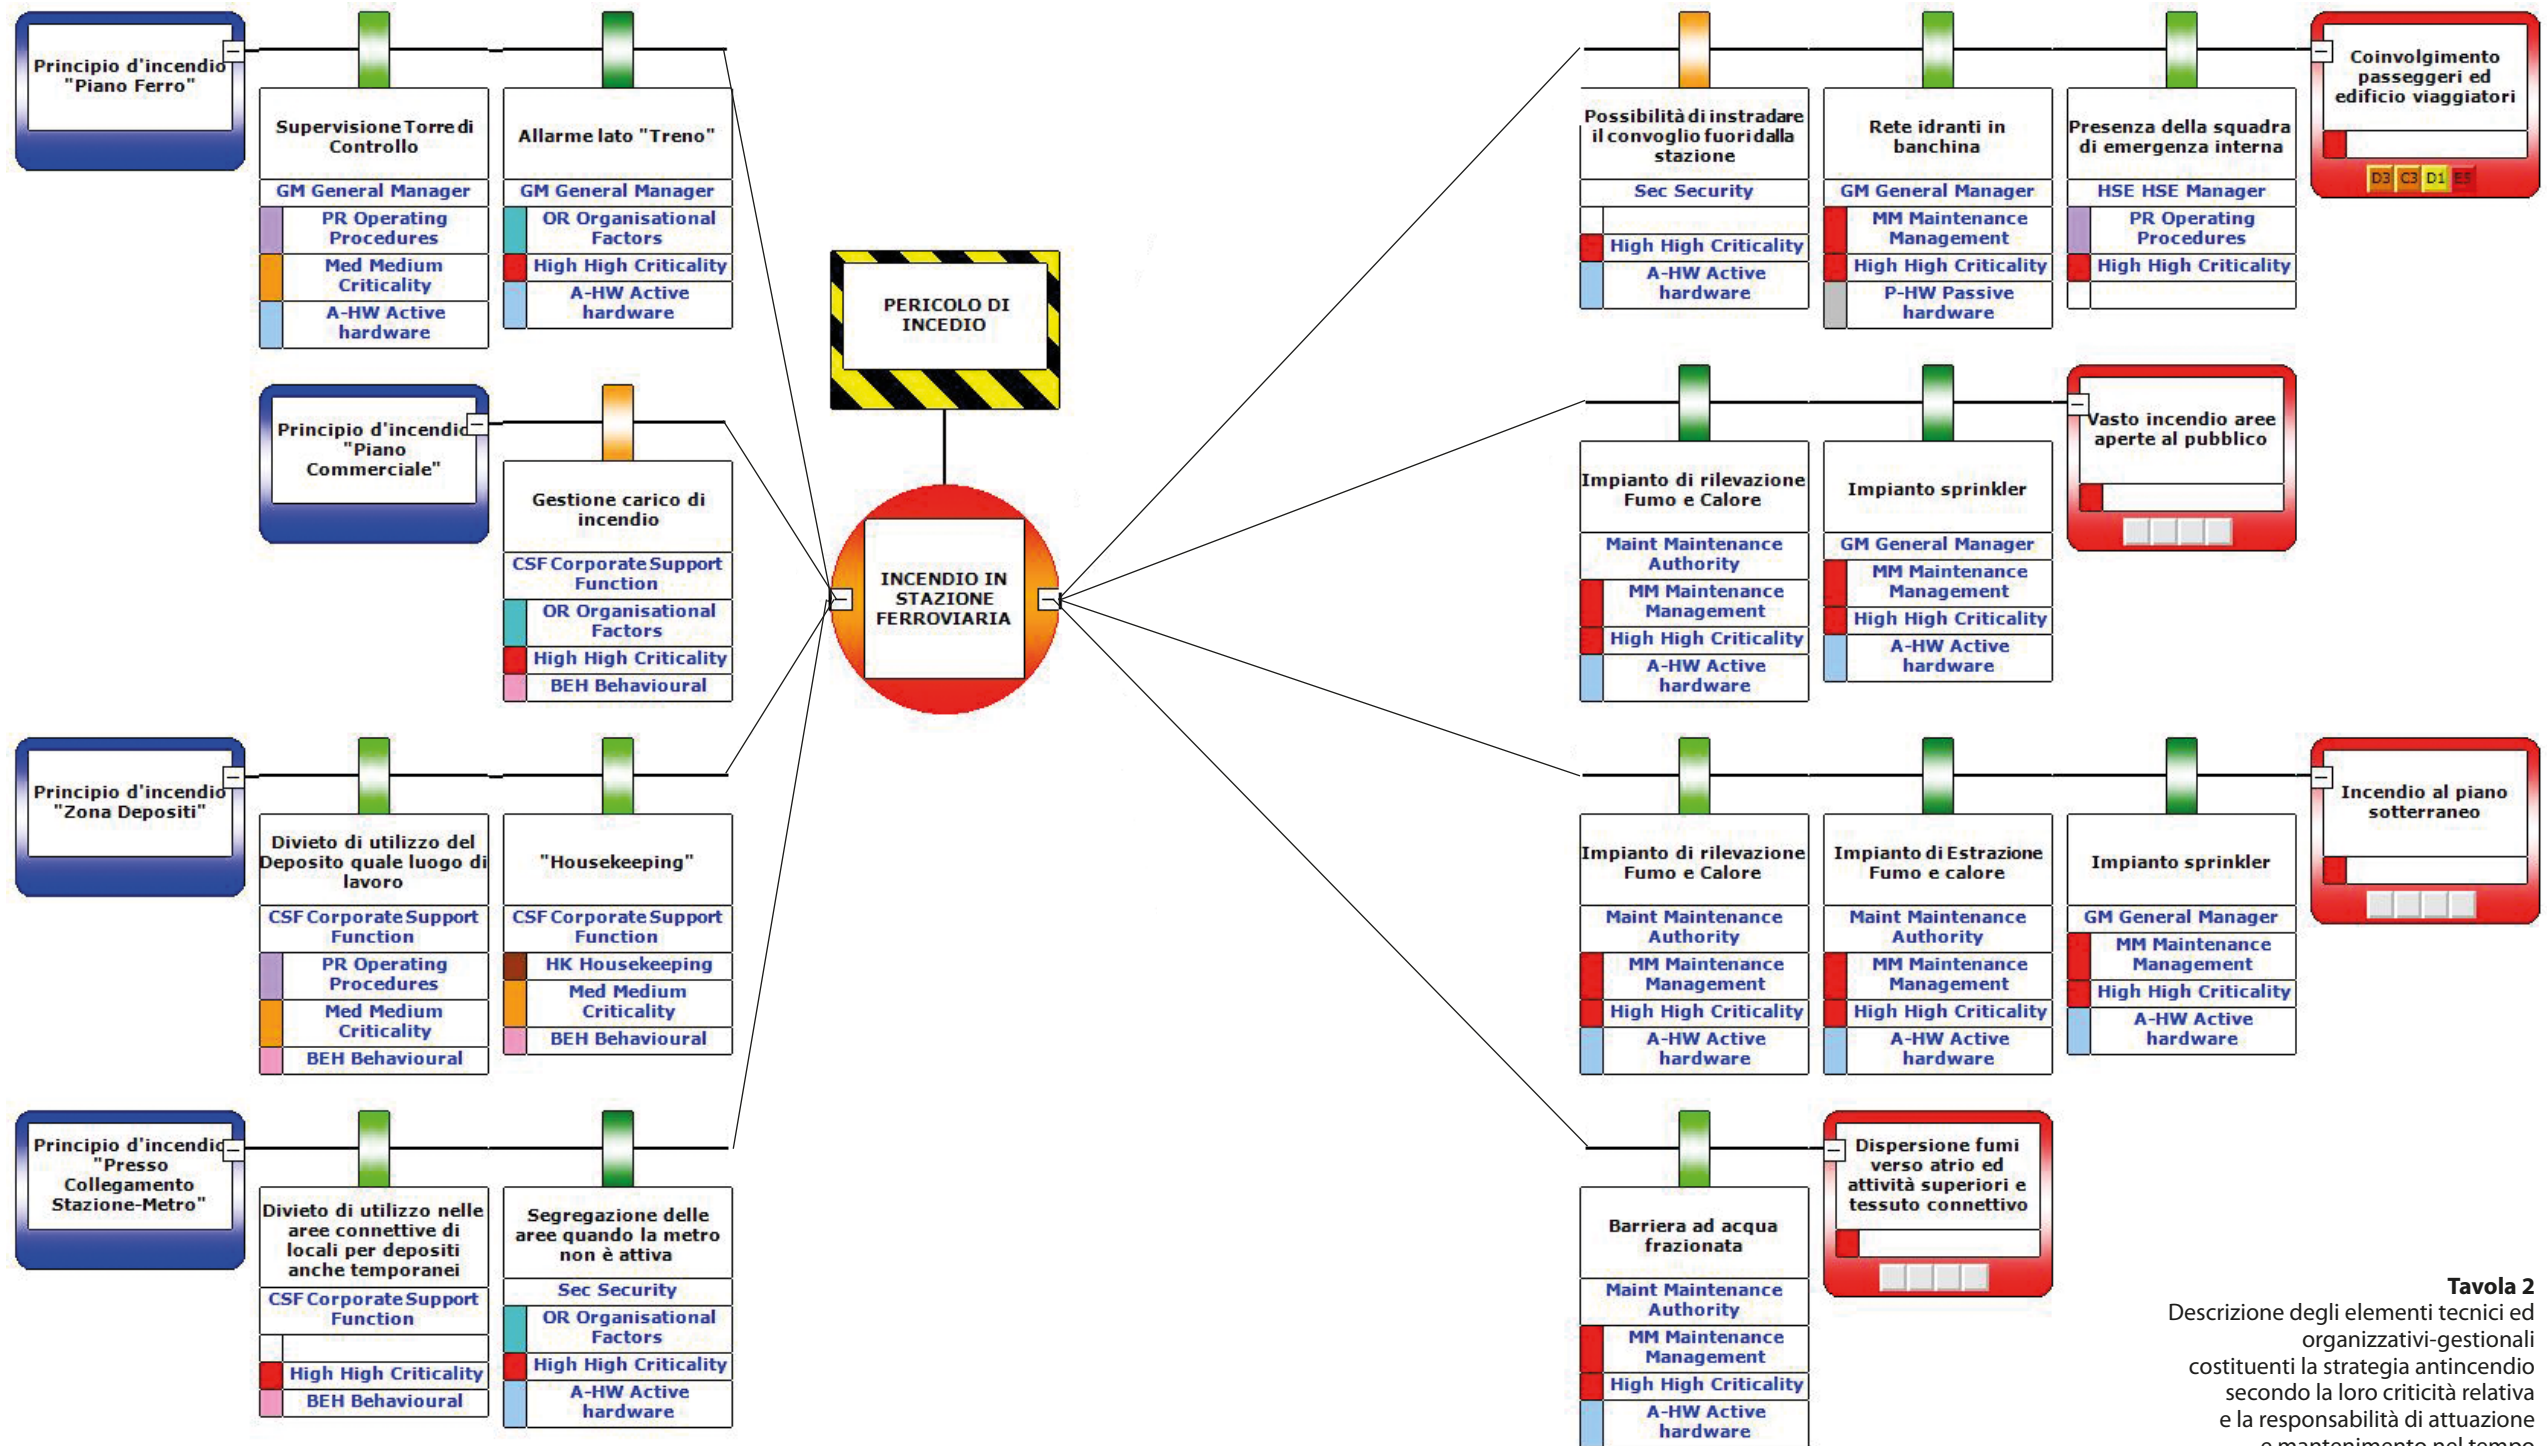 Principio d'incendio
"Piano Ferro"
Supervisione Torre di
Controllo
GM General Manager
PR Operating
Procedures
Med Medium
Criticality
A-HW Active
hardware
Allarme lato "Treno"
GM General Manager
OR Organisational
Factors
High High Criticality
A-HW Active
hardware
Principio d'incendio
"Piano
Commerciale"
Gestione carico di
incendio
CSF Corporate Support
Function
OR Organisational
Factors
High High Criticality
BEH Behavioural
Principio d'incendio
"Zona Depositi"
Divieto di utilizzo del
Deposito quale luogo di
lavoro
CSF Corporate Support
Function
PR Operating
Procedures
Med Medium
Criticality
BEH Behavioural
"Housekeeping"
CSF Corporate Support
Function
HK Housekeeping
Med Medium
Criticality
BEH Behavioural
Principio d'incendio
"Presso
Collegamento
Stazione-Metro"
Divieto di utilizzo nelle
aree connettive di
locali per depositi
anche temporanei
CSF Corporate Support
Function
High High Criticality
BEH Behavioural
Segregazione delle
aree quando la metro
non è attiva
Sec Security
OR Organisational
Factors
High High Criticality
A-HW Active
hardware
PERICOLO DI
INCEDIO
INCENDIO IN
STAZIONE
FERROVIARIA
Possibilità di instradare
il convoglio fuori dalla
stazione
Sec Security
High High Criticality
A-HW Active
hardware
Rete idranti in
banchina
GM General Manager
MM Maintenance
Management
High High Criticality
P-HW Passive
hardware
Presenza della squadra
di emergenza interna
HSE HSE Manager
PR Operating
Procedures
High High Criticality
Coinvolgimento
passeggeri ed
edificio viaggiatori
D3 C3 D1 E5
Impianto di rilevazione
Fumo e Calore
Maint Maintenance
Authority
MM Maintenance
Management
High High Criticality
A-HW Active
hardware
Impianto sprinkler
GM General Manager
MM Maintenance
Management
High High Criticality
A-HW Active
hardware
Vasto incendio aree
aperte al pubblico
Impianto di rilevazione
Fumo e Calore
Maint Maintenance
Authority
MM Maintenance
Management
High High Criticality
A-HW Active
hardware
Impianto di Estrazione
Fumo e calore
Maint Maintenance
Authority
MM Maintenance
Management
High High Criticality
A-HW Active
hardware
Impianto sprinkler
GM General Manager
MM Maintenance
Management
High High Criticality
A-HW Active
hardware
Incendio al piano
sotterraneo
Barriera ad acqua
frazionata
Maint Maintenance
Authority
MM Maintenance
Management
High High Criticality
A-HW Active
hardware
Dispersione fumi
verso atrio ed
attività superiori e
tessuto connettivo
Tavola 2
Descrizione degli elementi tecnici ed
organizzativi-gestionali
costituenti la strategia antincendio
secondo la loro criticità relativa
e la responsabilità di attuazione
e mantenimento nel tempo